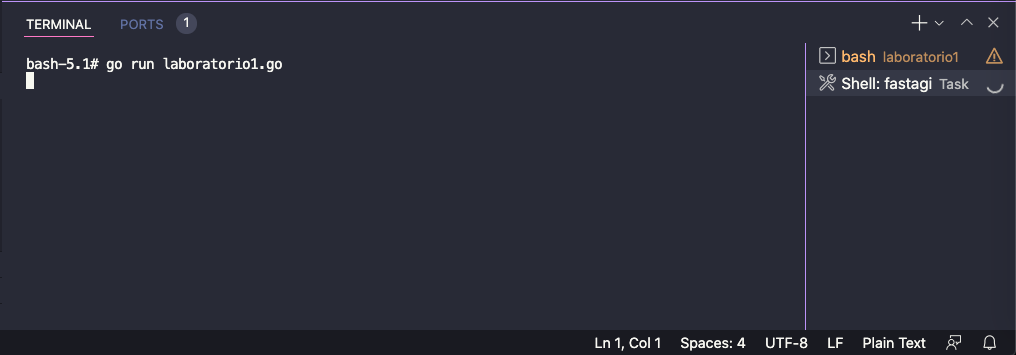 TERMINAL PORTS 1
bash-5.1# go run laboratorio1.go
bash laboratorio1
Shell: fastagi Task
Ln 1, Col 1 Spaces: 4 UTF-8 LF Plain Text